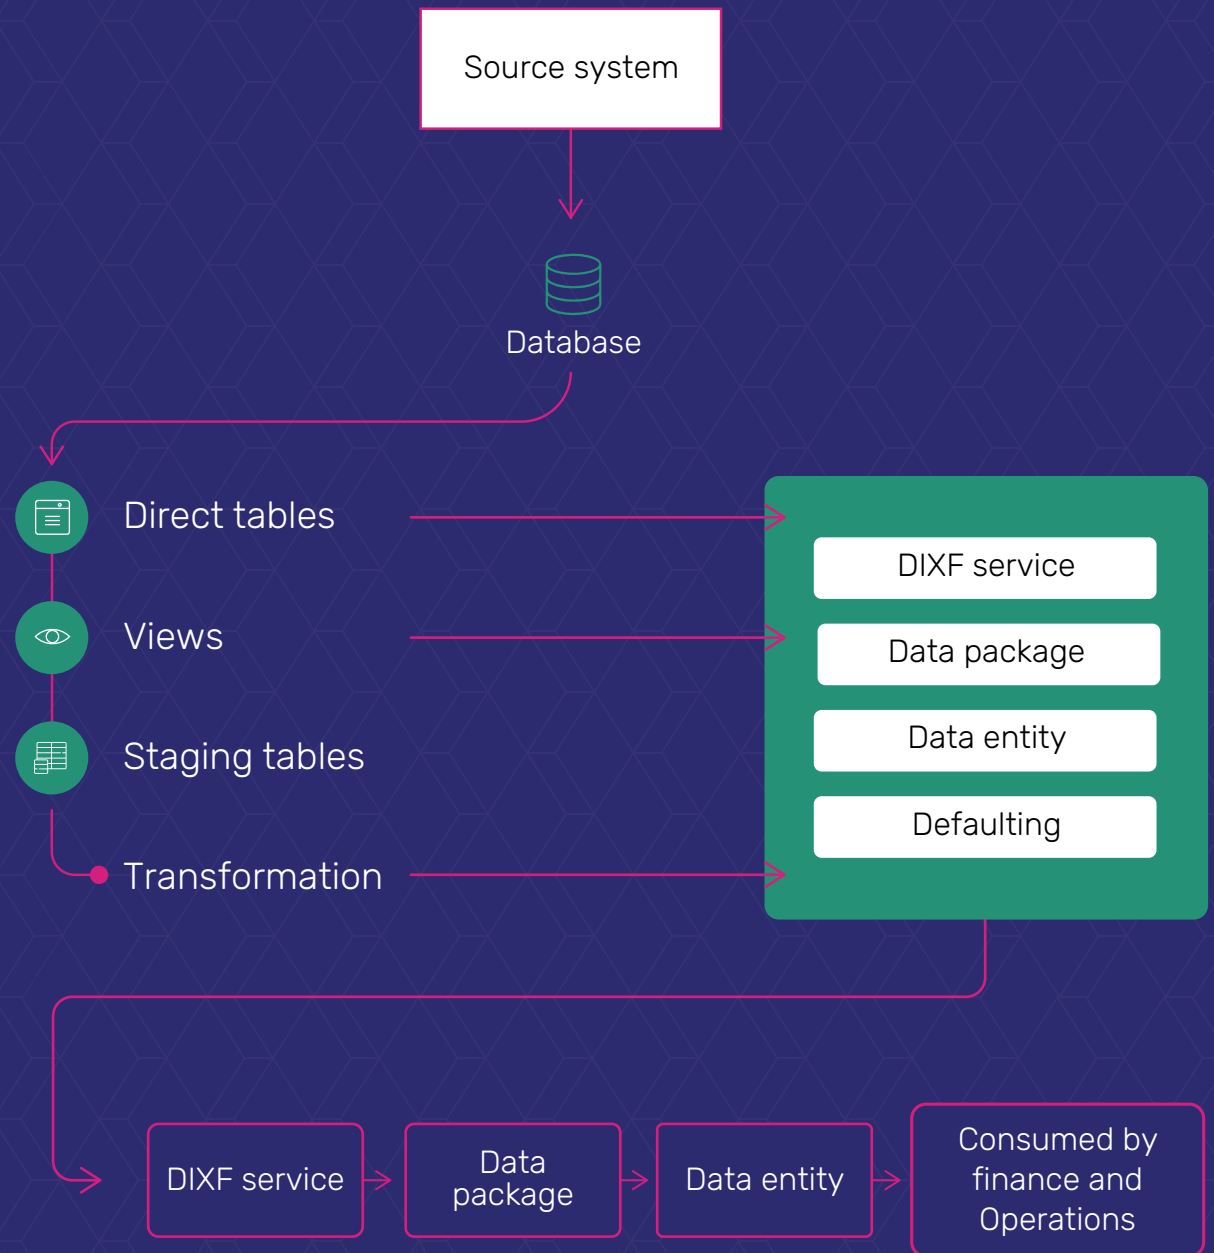 Source system
Database
Direct tables
Views
Staging tables
Transformation
DIXF service
Data package
Data entity
Defaulting
DIXF service
Data
package
Data entity
Consumed by
finance and
Operations